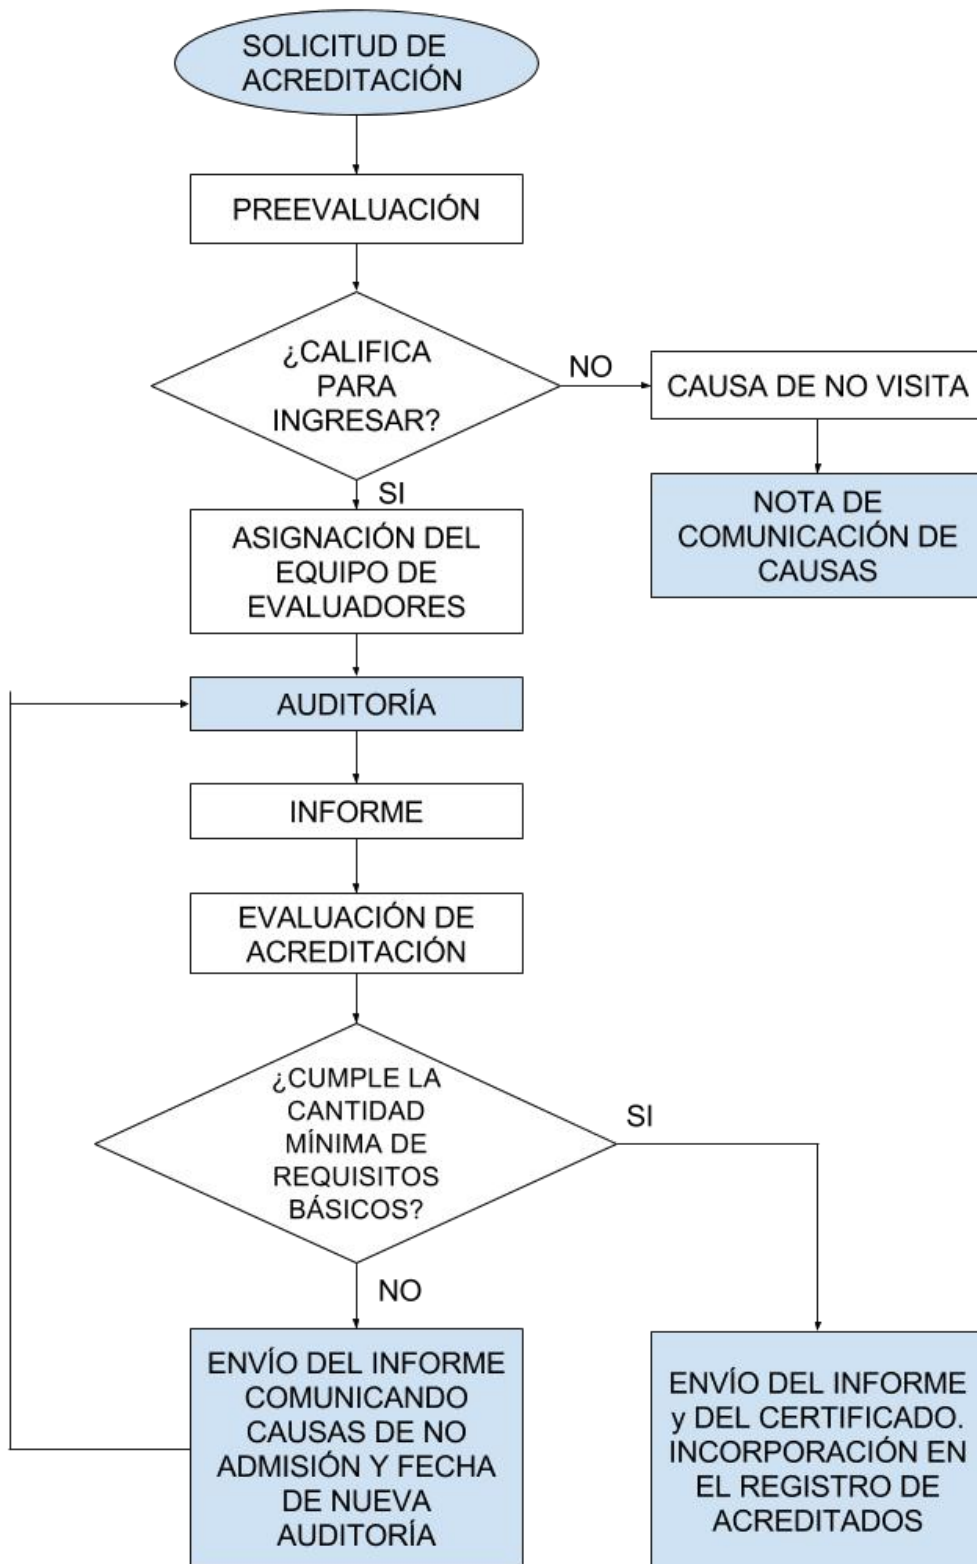 SOLICITUD DE
ACREDITACIÓN
PREEVALUACIÓN
¿CALIFICA
PARA
INGRESAR?
NO
CAUSA DE NO VISITA
NOTA DE
COMUNICACIÓN DE
CAUSAS
SI
ASIGNACIÓN DEL
EQUIPO DE
EVALUADORES
AUDITORÍA
INFORME
EVALUACIÓN DE
ACREDITACIÓN
¿CUMPLE LA
CANTIDAD
MÍNIMA DE
REQUISITOS
BÁSICOS?
SI
NO
ENVÍO DEL INFORME
COMUNICANDO
CAUSAS DE NO
ADMISIÓN Y FECHA
DE NUEVA
AUDITORÍA
ENVÍO DEL INFORME
y DEL CERTIFICADO.
INCORPORACIÓN EN
EL REGISTRO DE
ACREDITADOS